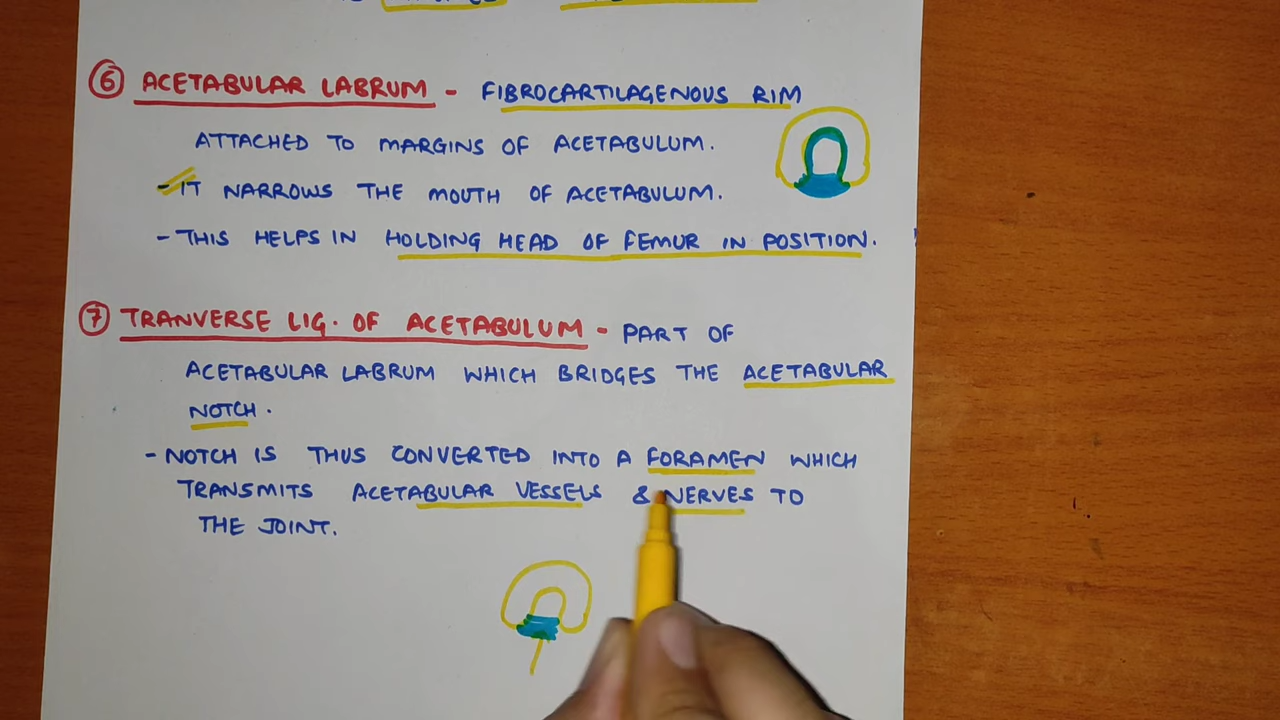 ⑥ ACETABULAR LABRUM - FIBROCARTILAGENOUS RIM
ATTACHED TO MARGINS OF ACETABULUM.
- IT NARROWS THE MOUTH OF ACETABULUM.
- THIS HELPS IN HOLDING HEAD OF FEMUR IN POSITION.
⑦ TRANVERSE LIG. OF ACETABULUM - PART OF
ACETABULAR LABRUM WHICH BRIDGES THE ACETABULAR
NOTCH.
- NOTCH IS THUS CONVERTED INTO A FORAMEN WHICH
TRANSMITS ACETABULAR VESSELS & NERVES TO
THE JOINT.